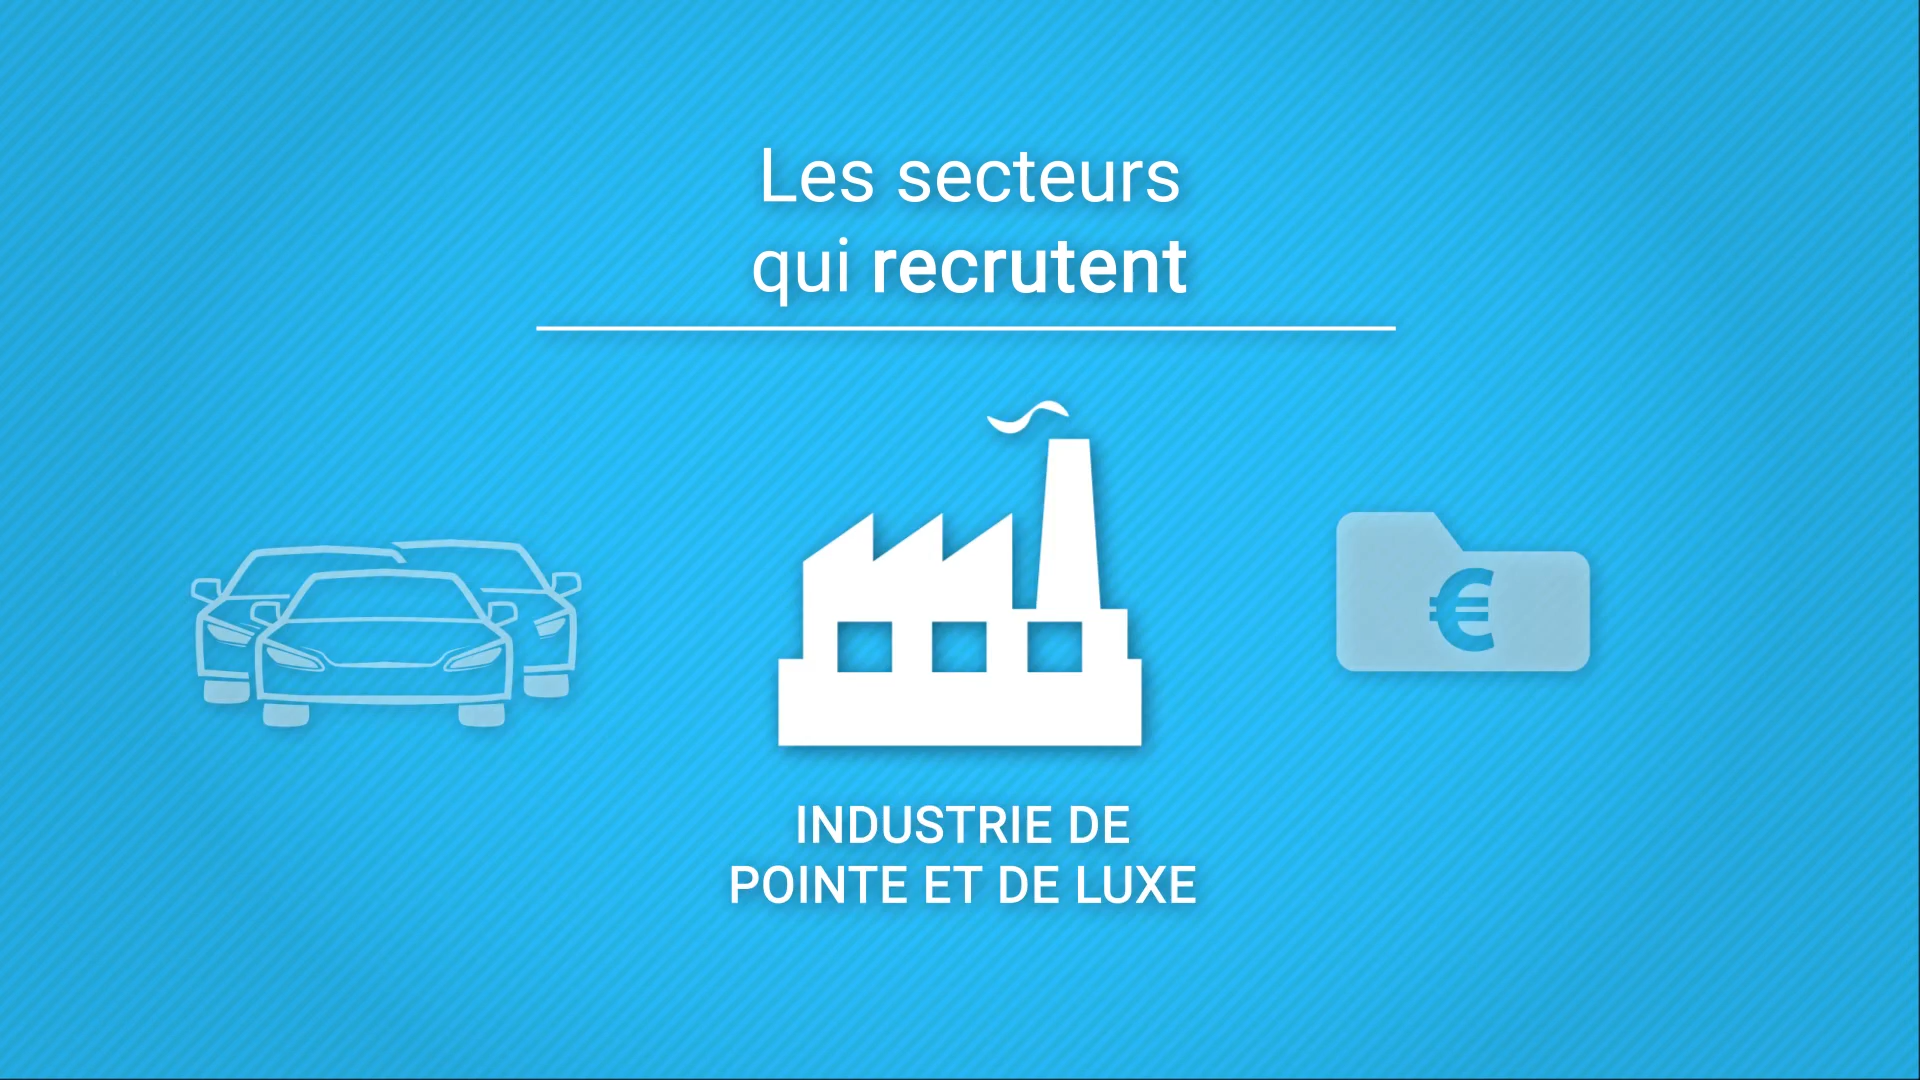 Les secteurs
qui recrutent
€
INDUSTRIE DE
POINTE ET DE LUXE